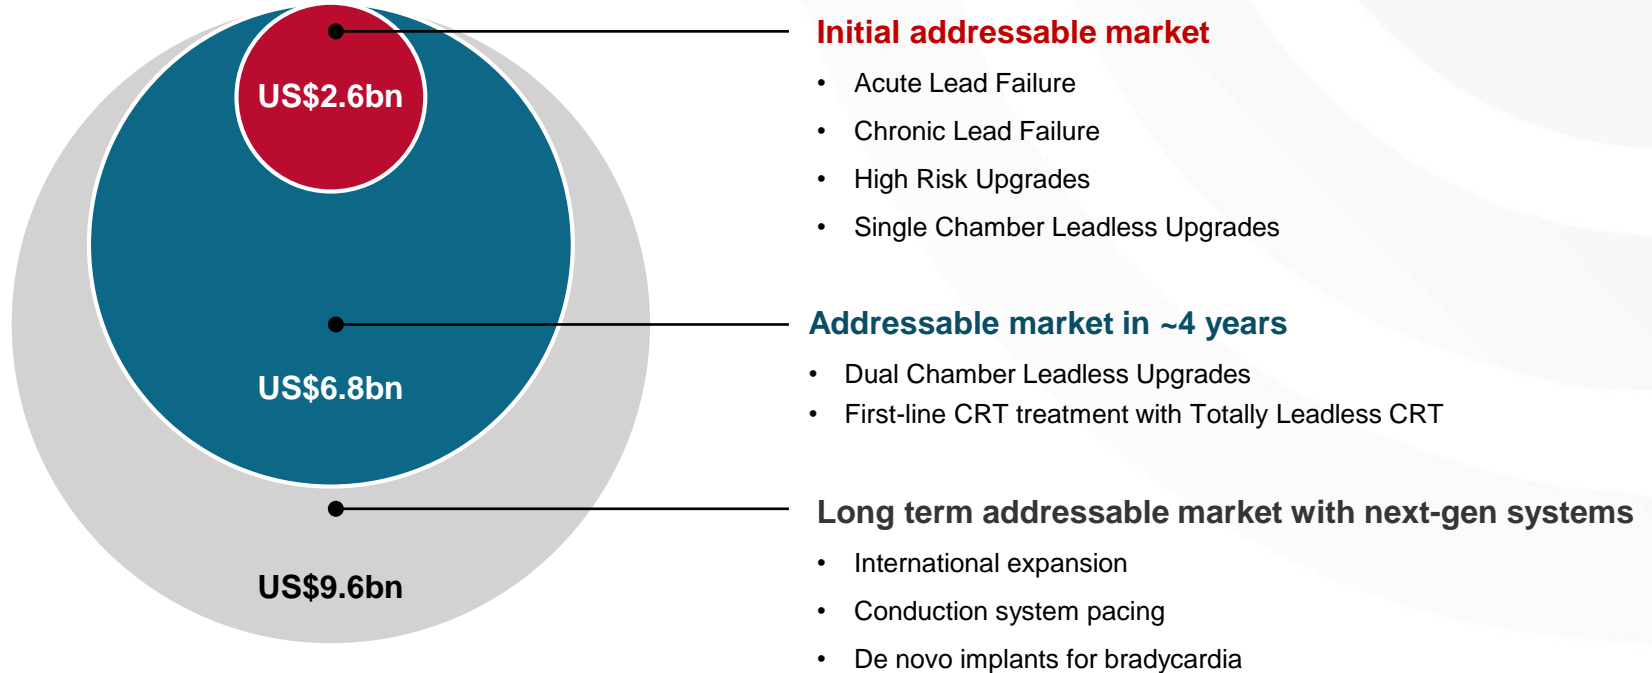 US$2.6bn
US$6.8bn
US$9.6bn
Initial addressable market
• Acute Lead Failure
• Chronic Lead Failure
• High Risk Upgrades
• Single Chamber Leadless Upgrades
Addressable market in ~4 years
• Dual Chamber Leadless Upgrades
• First-line CRT treatment with Totally Leadless CRT
Long term addressable market with next-gen systems
• International expansion
• Conduction system pacing
• De novo implants for bradycardia